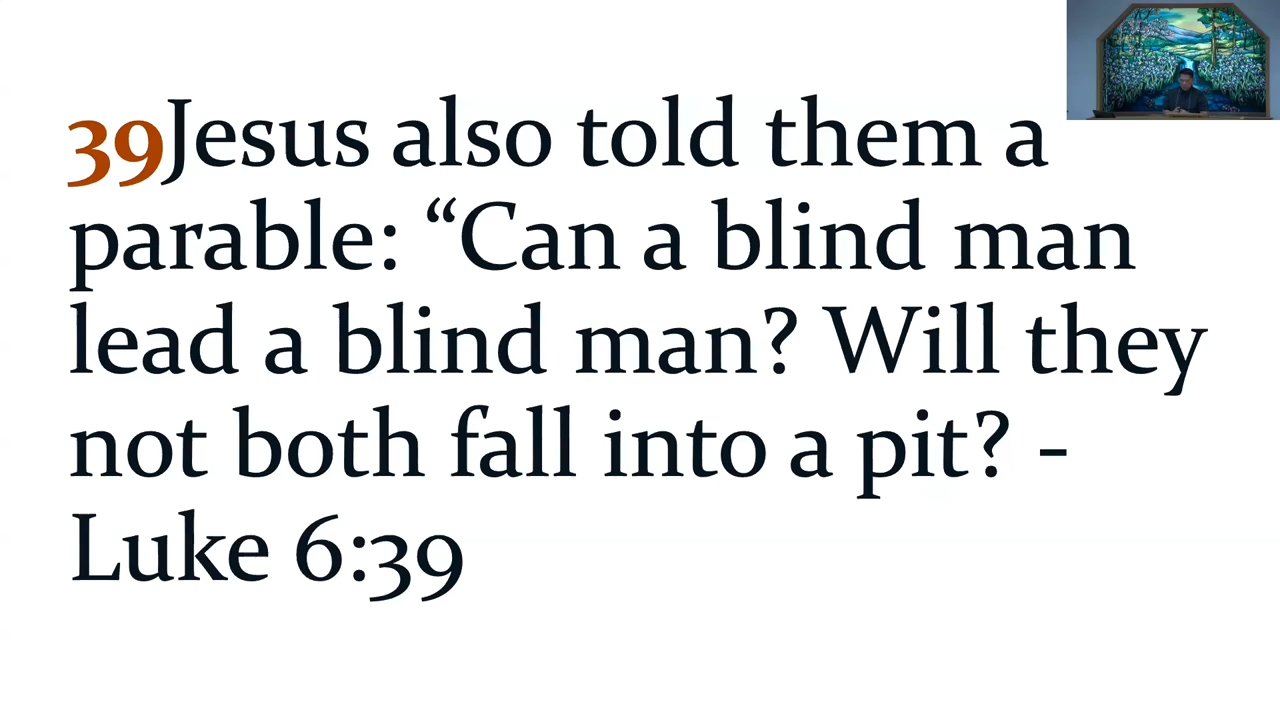 39Jesus also told them a
parable: “Can a blind man
lead a blind man? Will they
not both fall into a pit? -
Luke 6:39